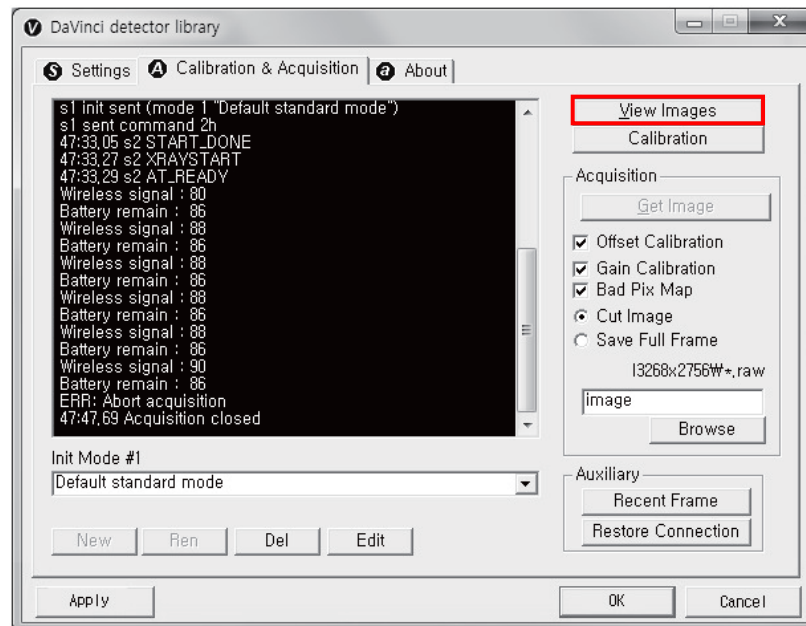 DaVinci detector library
Settings
Calibration & Acquisition
About
s1 init sent (mode 1 "Default standard mode")
s1 sent command 2h
47:33,05 s2 START_DONE
47:33,27 s2 XRAYSTART
47:33,29 s2 AT_READY
Wireless signal : 80
Battery remain :  86
Wireless signal : 88
Battery remain :  86
Wireless signal : 88
Battery remain :  86
Wireless signal : 88
Battery remain :  86
Wireless signal : 88
Battery remain :  86
Wireless signal : 90
Battery remain :  86
ERR: Abort acquisition
47:47,69 Acquisition closed
Init Mode #1
Default standard mode
New
Ren
Del
Edit
View Images
Calibration
Acquisition
Get Image
Offset Calibration
Gain Calibration
Bad Pix Map
Cut Image
Save Full Frame
I3268x2756₩*,raw
image
Browse
Auxiliary
Recent Frame
Restore Connection
Apply
OK
Cancel